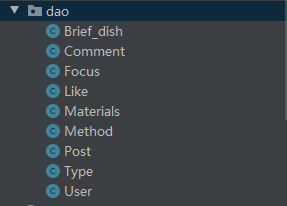 dao
Brief_dish
Comment
Focus
Like
Materials
Method
Post
Type
User